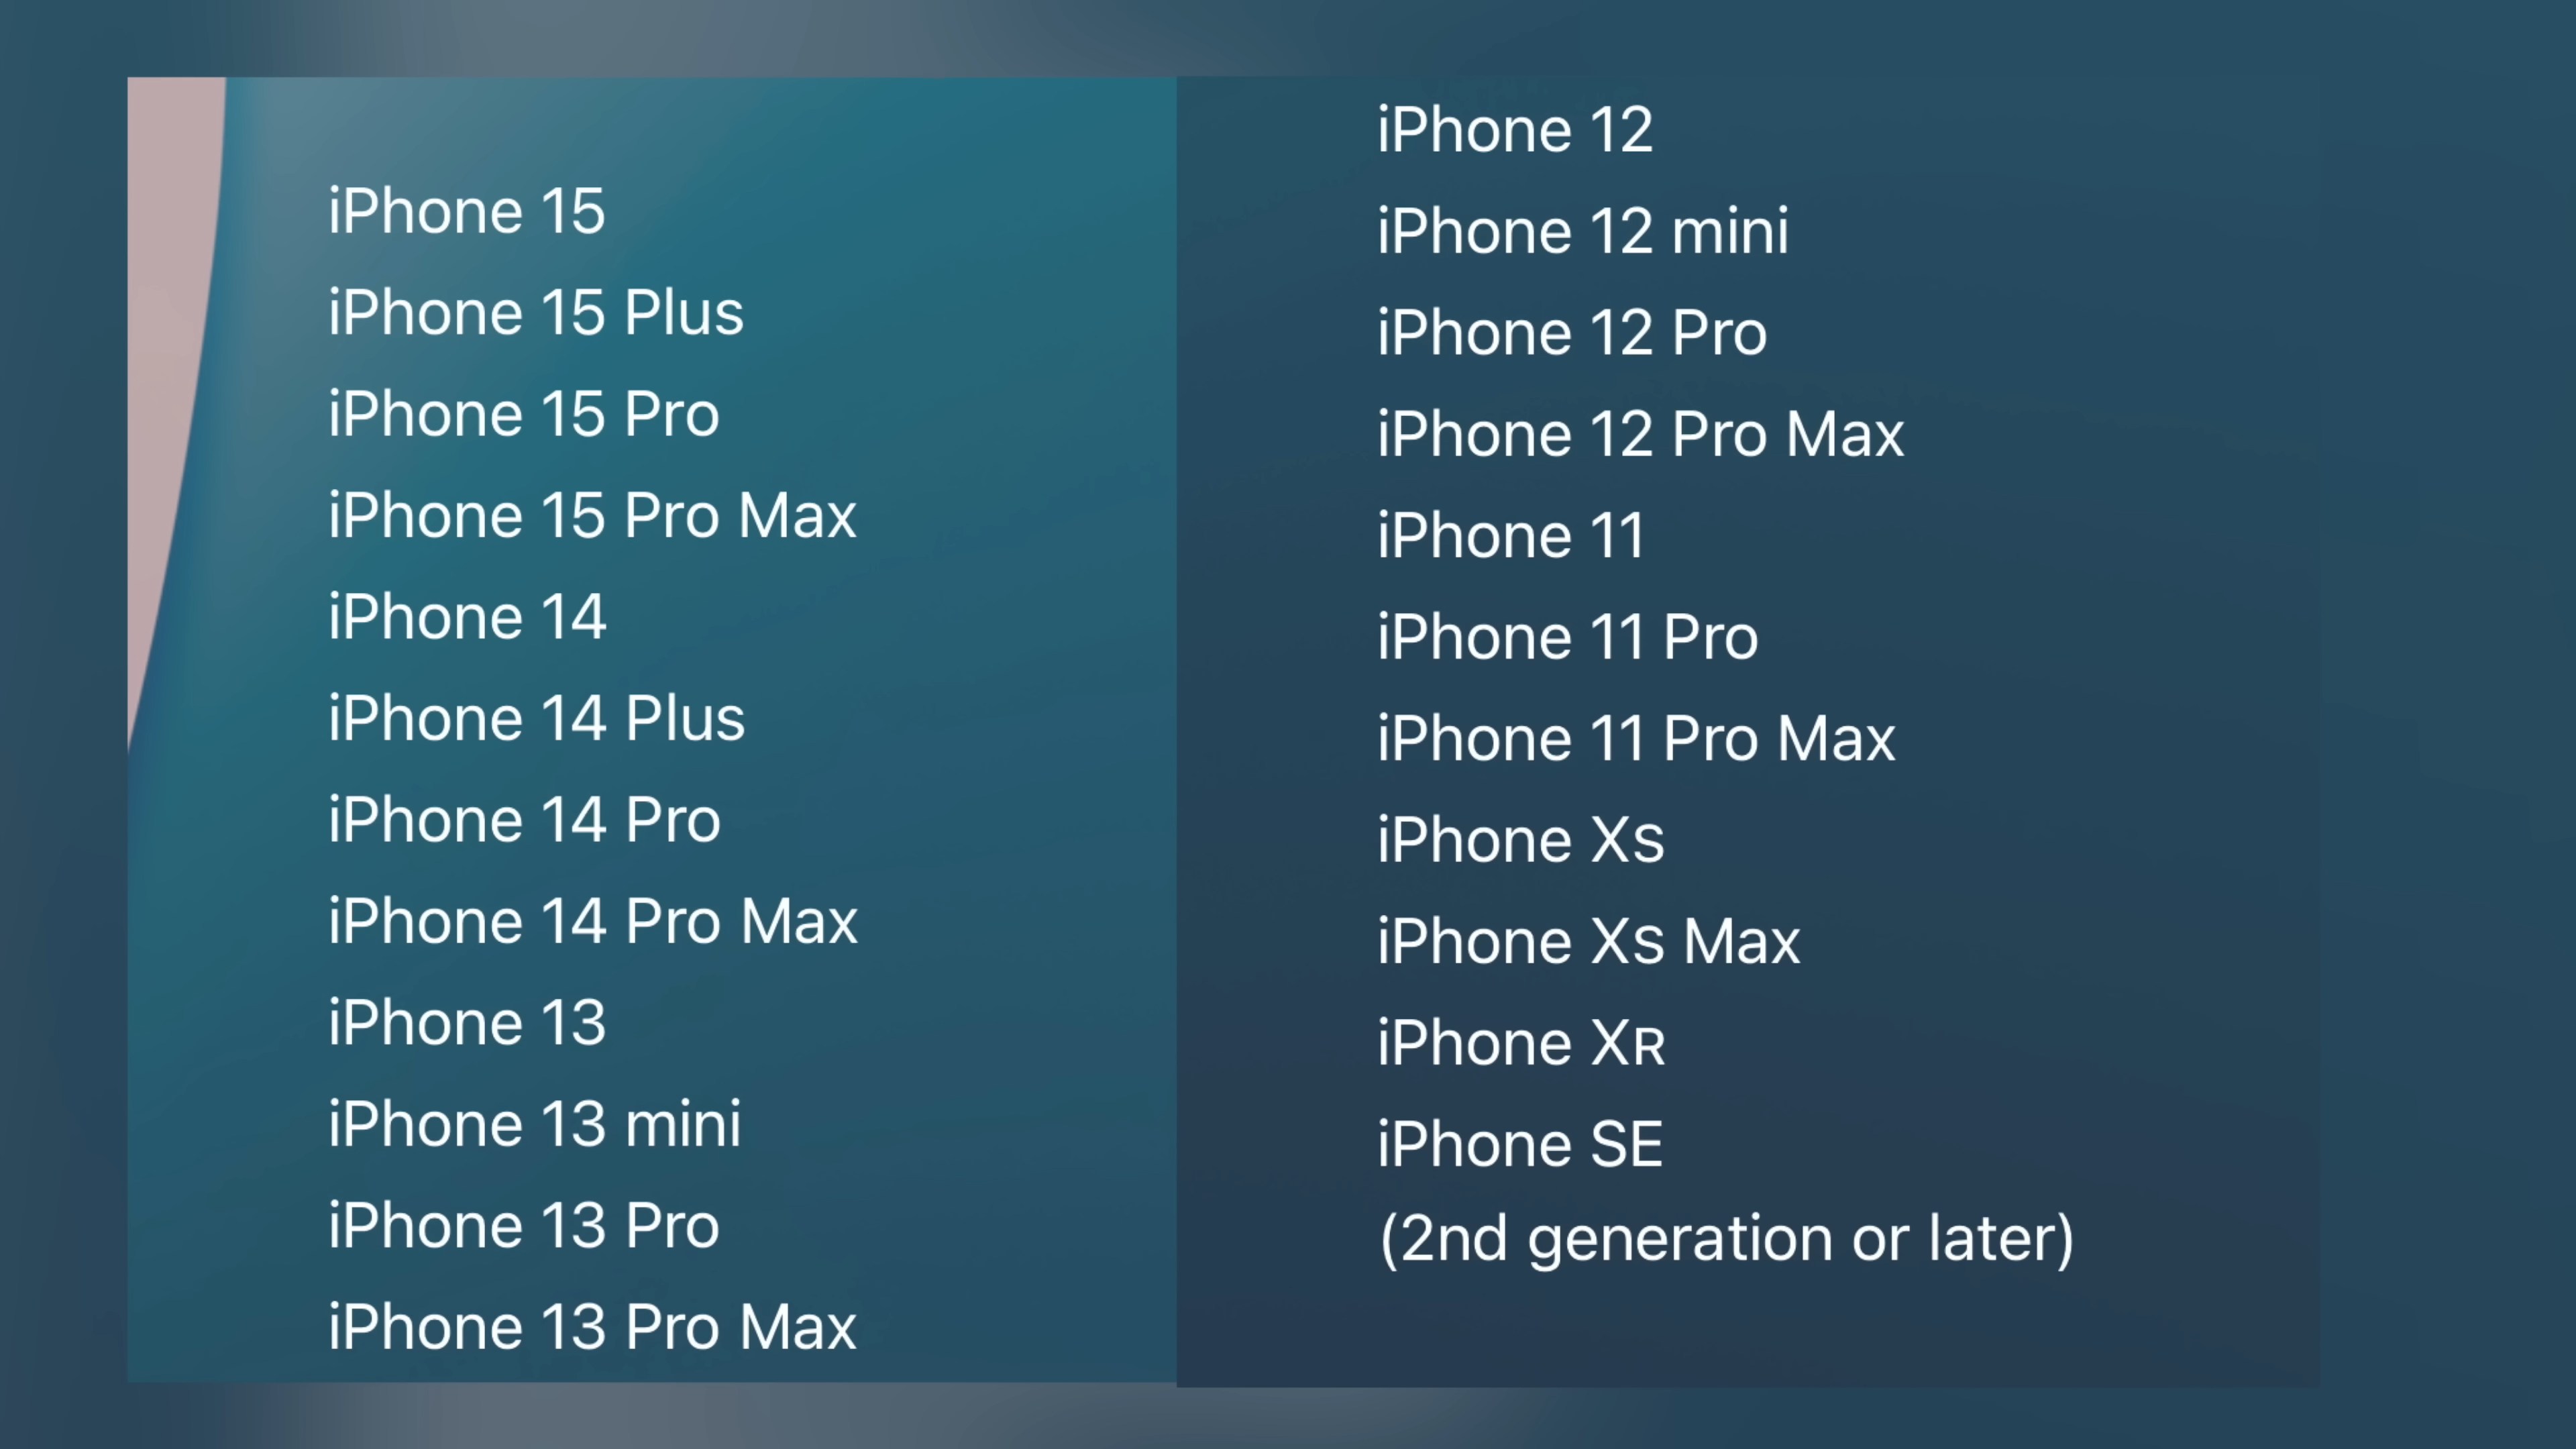 iPhone 15
iPhone 15 Plus
iPhone 15 Pro
iPhone 15 Pro Max
iPhone 14
iPhone 14 Plus
iPhone 14 Pro
iPhone 14 Pro Max
iPhone 13
iPhone 13 mini
iPhone 13 Pro
iPhone 13 Pro Max
iPhone 12
iPhone 12 mini
iPhone 12 Pro
iPhone 12 Pro Max
iPhone 11
iPhone 11 Pro
iPhone 11 Pro Max
iPhone Xs
iPhone Xs Max
iPhone XR
iPhone SE
(2nd generation or later)